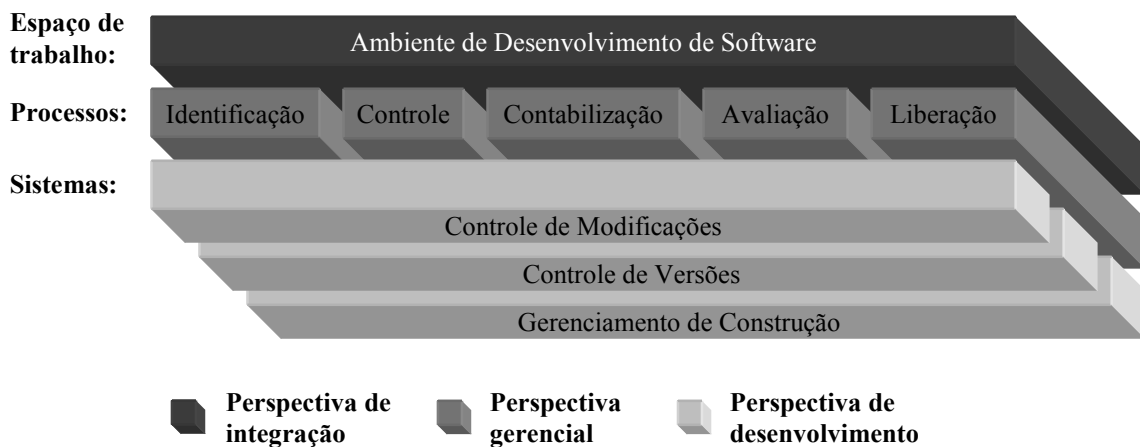 Espaço de
trabalho:
Ambiente de Desenvolvimento de Software
Processos:
Identificação
Controle
Contabilização
Avaliação
Liberação
Sistemas:
Controle de Modificações
Controle de Versões
Gerenciamento de Construção
Perspectiva de
integração
Perspectiva
gerencial
Perspectiva de
desenvolvimento